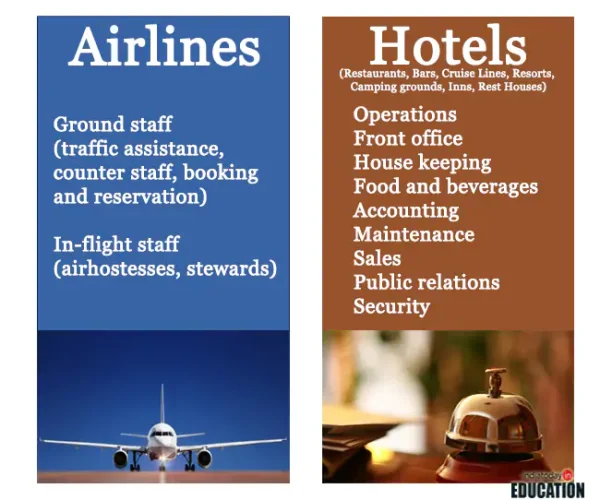 Airlines
Ground staff
(traffic assistance,
counter staff, booking
and reservation)
In-flight staff
(airhostesses, stewards)
Hotels
(Restaurants, Bars, Cruise Lines, Resorts,
Camping grounds, Inns, Rest Houses)
Operations
Front office
House keeping
Food and beverages
Accounting
Maintenance
Sales
Public relations
Security
indiatoday.in
EDUCATION